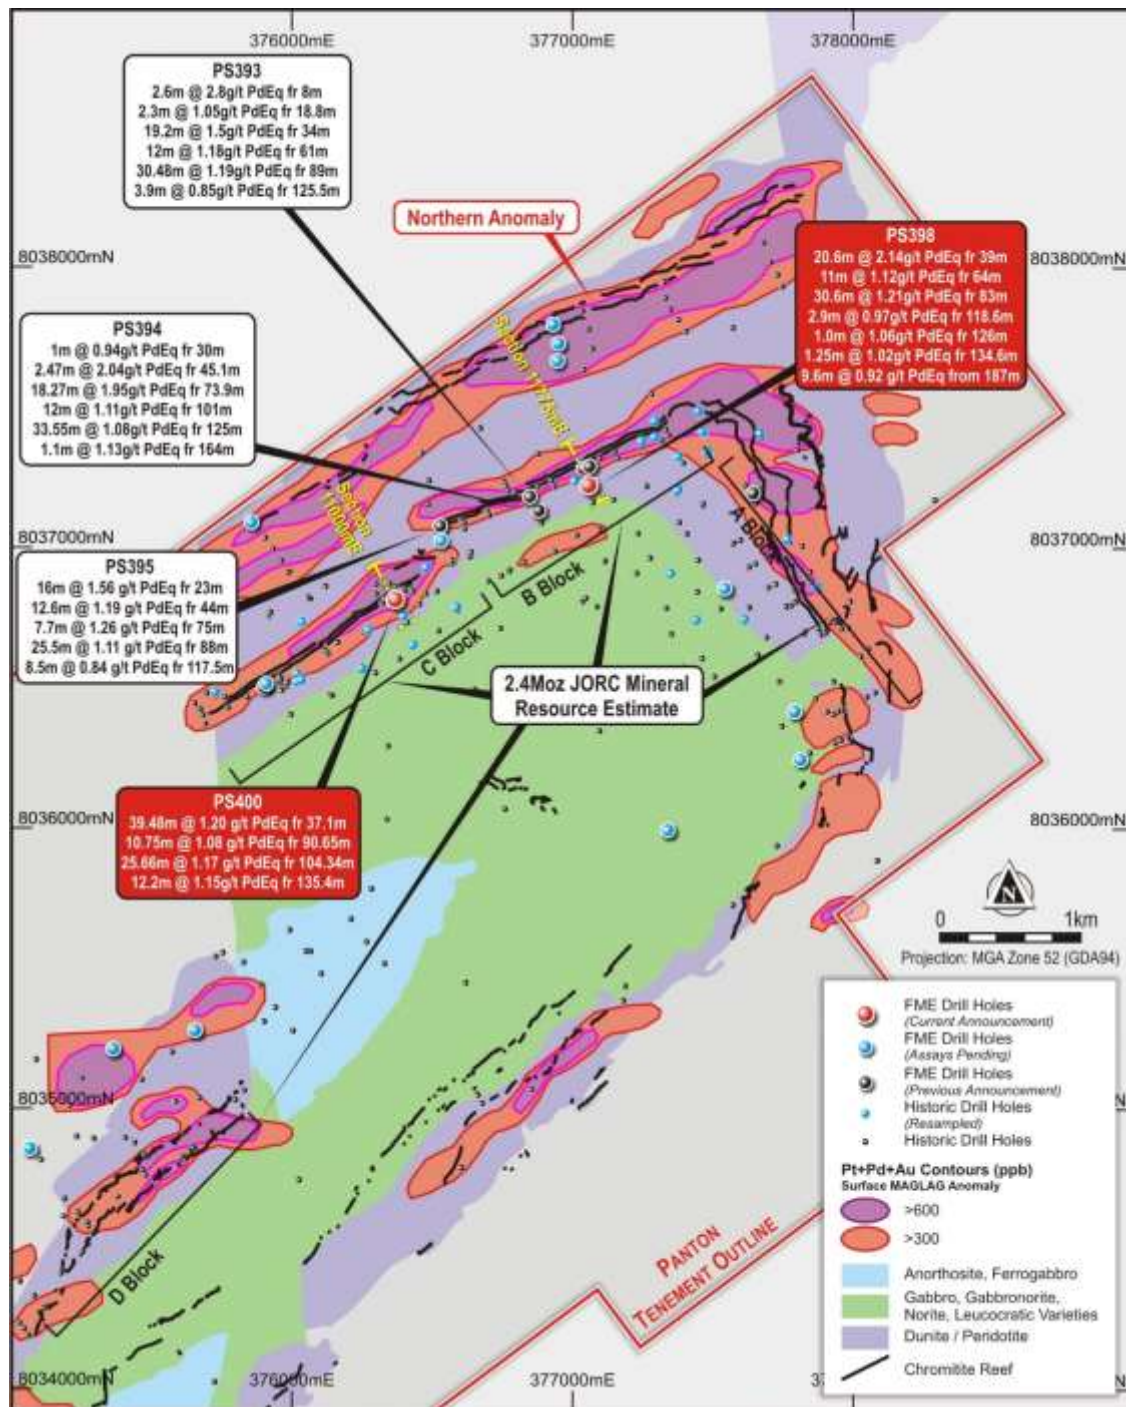 376000mE
377000mE
378000mE
PS393
2.6m @ 2.8g/t PdEq fr 8m
2.3m @ 1.05g/t PdEq fr 18.8m
19.2m @ 1.5g/t PdEq fr 34m
12m @ 1.18g/t PdEq fr 61m
30.48m @ 1.19g/t PdEq fr 89m
3.9m @ 0.85g/t PdEq fr 125.5m
Northern Anomaly
8038000mN
8038000mN
PS398
20.6m @ 2.14g/t PdEq fr 39m
11m @ 1.12g/t PdEq fr 64m
30.6m @ 1.21g/t PdEq fr 83m
2.9m @ 0.97g/t PdEq fr 118.6m
1.0m @ 1.06g/t PdEq fr 126m
1.25m @ 1.02g/t PdEq fr 134.6m
9.6m @ 0.92 g/t PdEq from 187m
PS394
1m @ 0.94g/t PdEq fr 30m
2.47m @ 2.04g/t PdEq fr 45.1m
18.27m @ 1.95g/t PdEq fr 73.9m
12m @ 1.11g/t PdEq fr 101m
33.55m @ 1.08g/t PdEq fr 125m
1.1m @ 1.13g/t PdEq fr 164m
Section
Section
8037000mN
8037000mN
A Block
B Block
C Block
PS395
16m @ 1.56 g/t PdEq fr 23m
12.6m @ 1.19 g/t PdEq fr 44m
7.7m @ 1.26 g/t PdEq fr 75m
25.5m @ 1.11 g/t PdEq fr 88m
8.5m @ 0.84 g/t PdEq fr 117.5m
2.4Moz JORC Mineral
Resource Estimate
PS400
39.48m @ 1.20 g/t PdEq fr 37.1m
10.75m @ 1.08 g/t PdEq fr 90.65m
25.66m @ 1.17 g/t PdEq fr 104.34m
12.2m @ 1.15g/t PdEq fr 135.4m
8036000mN
8036000mN
N
0 1km
Projection: MGA Zone 52 (GDA94)
8035000mN
D Block
PANTON
TENEMENT OUTLINE
FME Drill Holes
(Current Announcement)
FME Drill Holes
(Assays Pending)
FME Drill Holes
(Previous Announcement)
Historic Drill Holes
(Resampled)
Historic Drill Holes
Pt+Pd+Au Contours (ppb)
Surface MAGLAG Anomaly
>600
>300
Anorthosite, Ferrogabbro
Gabbro, Gabbronorite,
Norite, Leucocratic Varieties
Dunite / Peridotite
Chromitite Reef
8034000mN
376000mE
377000mE